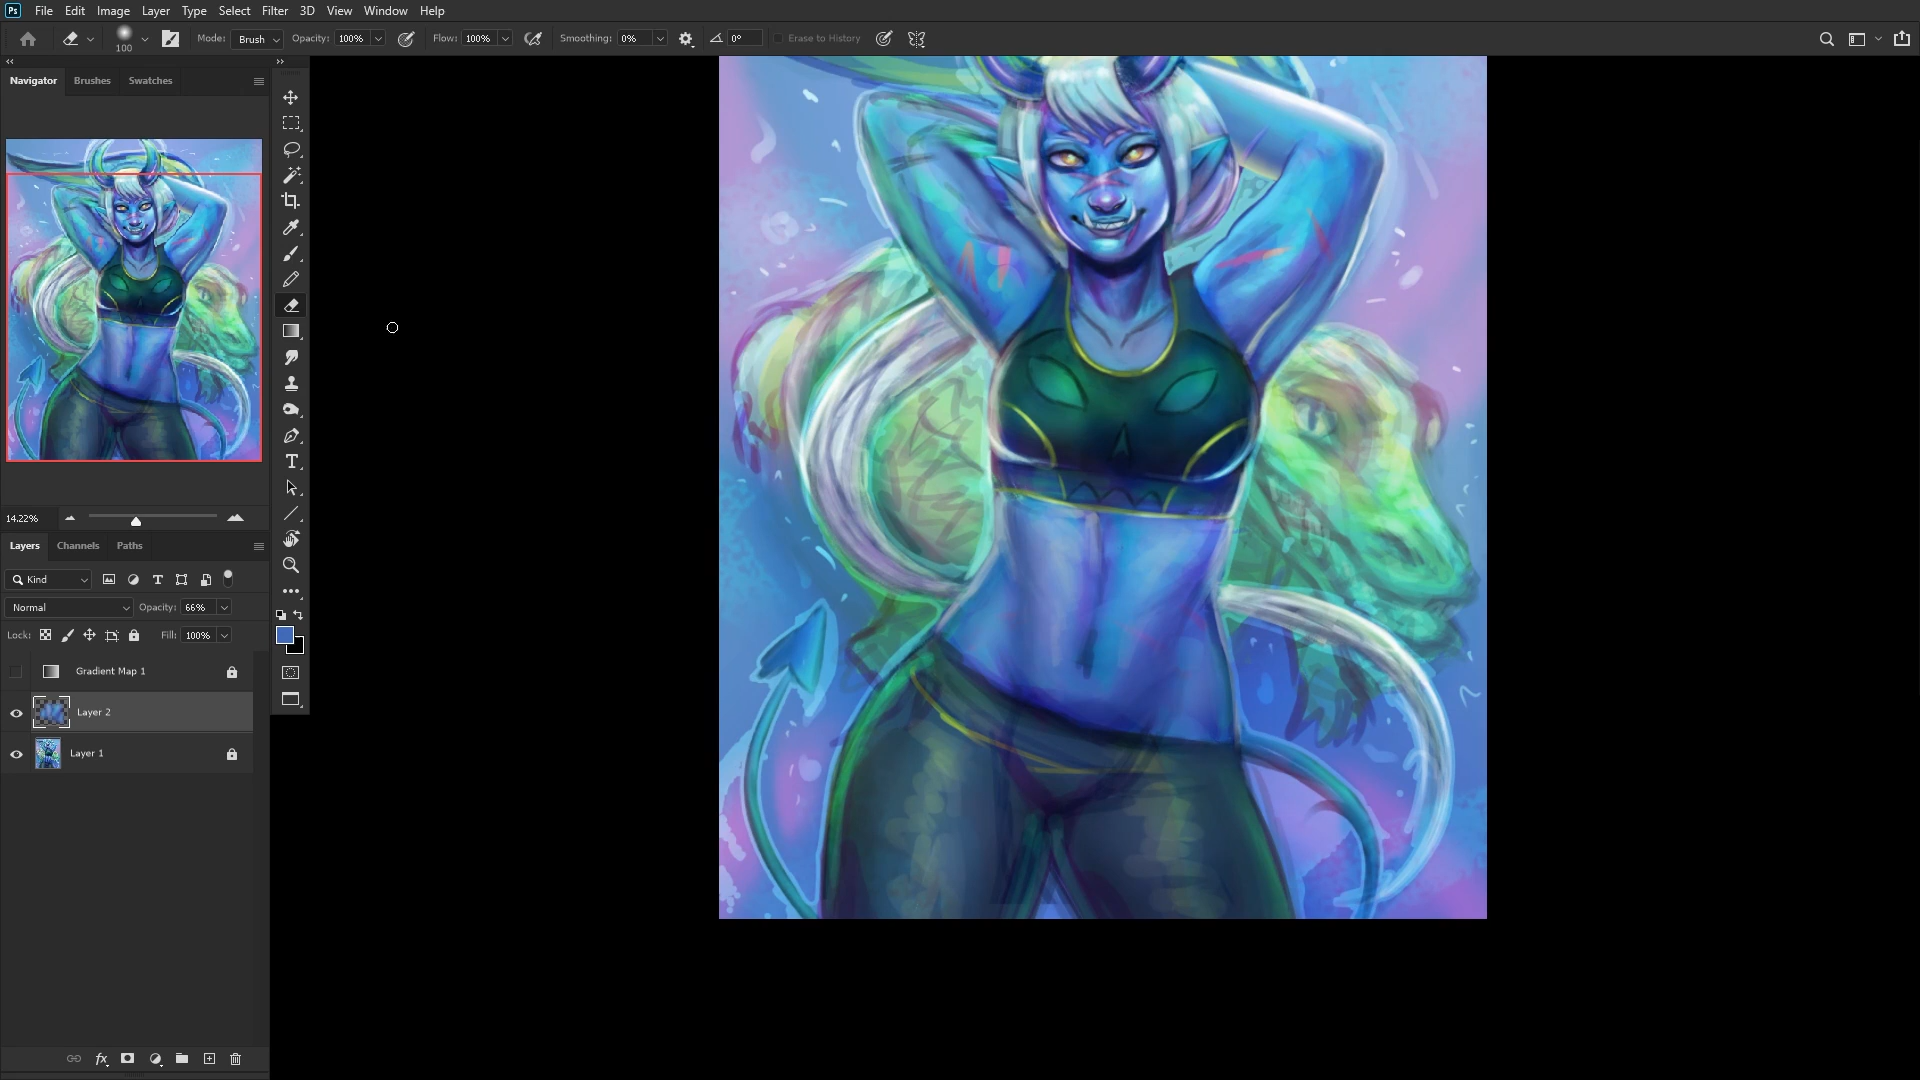 Ps File Edit Image Layer Type Select Filter 3D View Window Help
100 Mode: Brush Opacity: 100% Flow: 100% Smoothing: 0% 0° Erase to History
Navigator Brushes Swatches
14.22%
Layers Channels Paths
Kind
Normal Opacity: 66%
Lock: Fill: 100%
Gradient Map 1
Layer 2
Layer 1